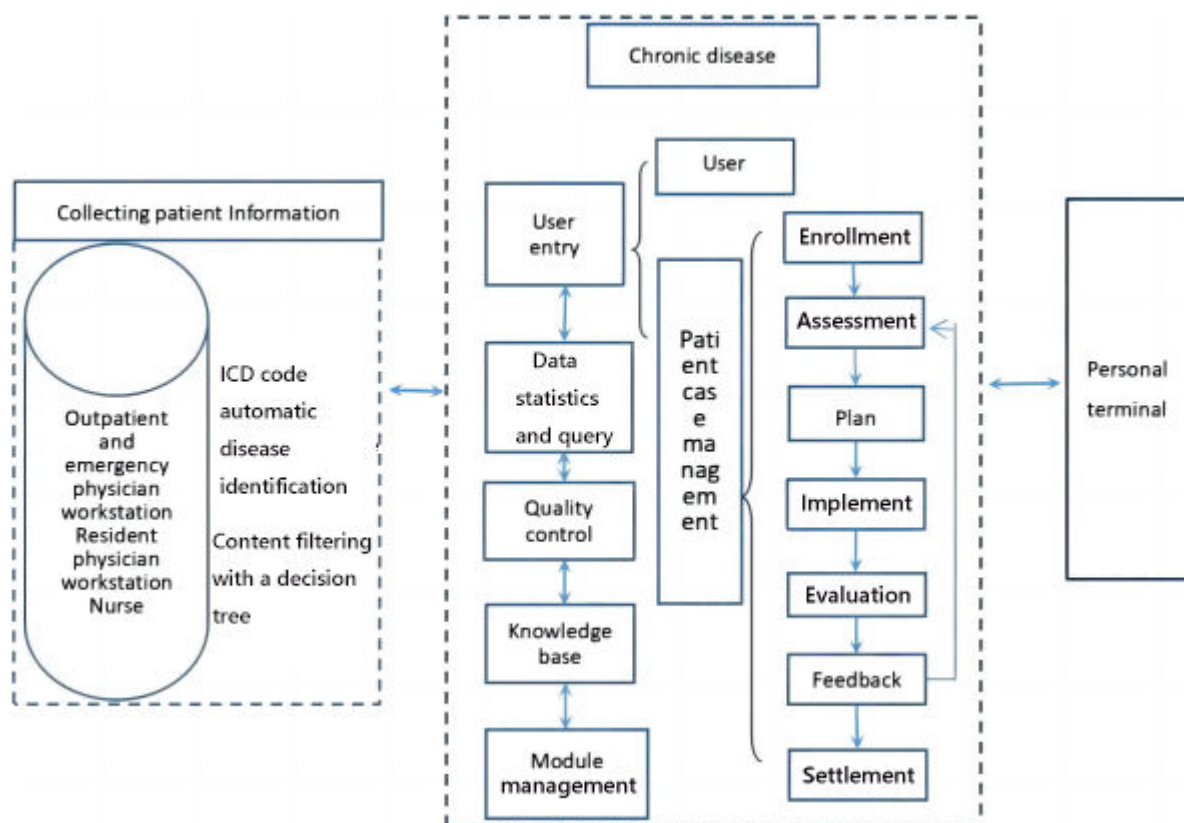 Chronic disease
Collecting patient Information
Outpatient
and
emergency
physician
workstation
Resident
physician
workstation
Nurse
ICD code
automatic
disease
identification
Content filtering
with a decision
tree
User
entry
Data
statistics
and query
Quality
control
Knowledge
base
Module
management
User
Pati
ent
cas
e
ma
nag
em
ent
Enrollment
Assessment
Plan
Implement
Evaluation
Feedback
Settlement
Personal
terminal